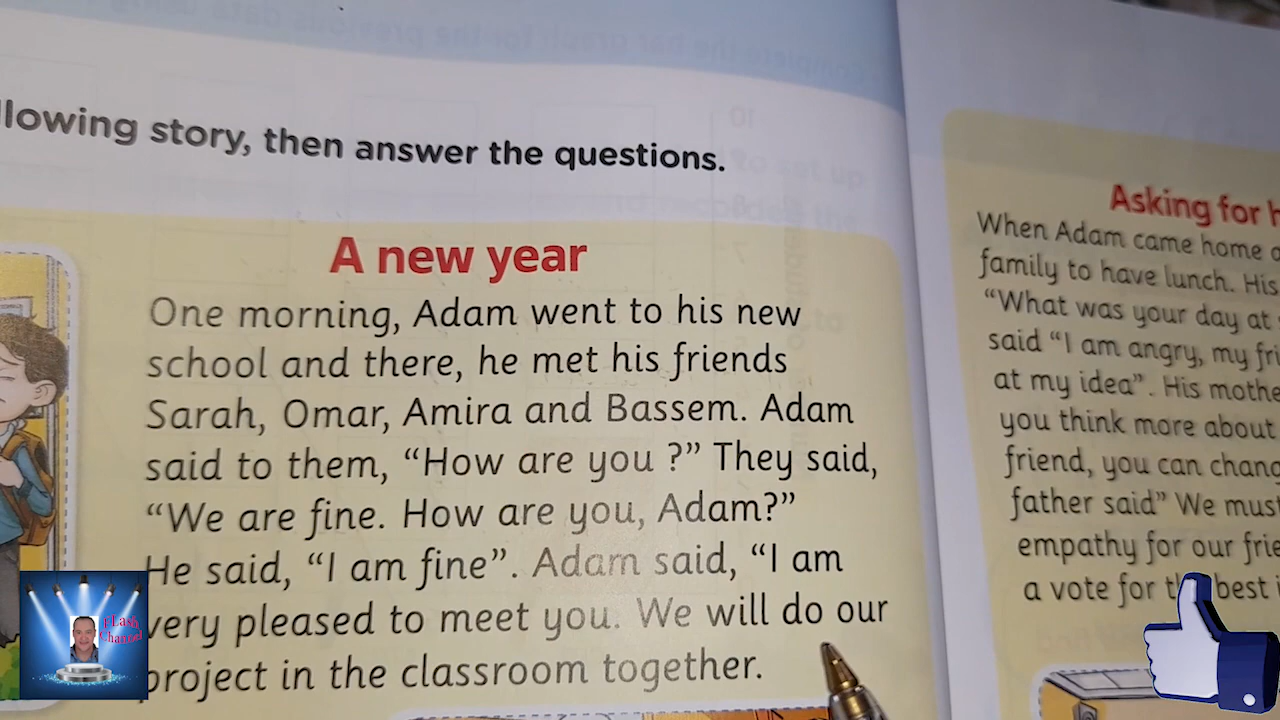 llowing story, then answer the questions.
A new year
One morning, Adam went to his new
school and there, he met his friends
Sarah, Omar, Amira and Bassem. Adam
said to them, “How are you ?” They said,
“We are fine. How are you, Adam?”
He said, “I am fine”. Adam said, “I am
very pleased to meet you. We will do our
project in the classroom together.
Asking for
When Adam came home
family to have lunch. His
“What was your day at
said “I am angry, my
at my idea” . His
you think more about
friend, you can
father said” We must
empathy for our
a vote for best
fLash
Channel